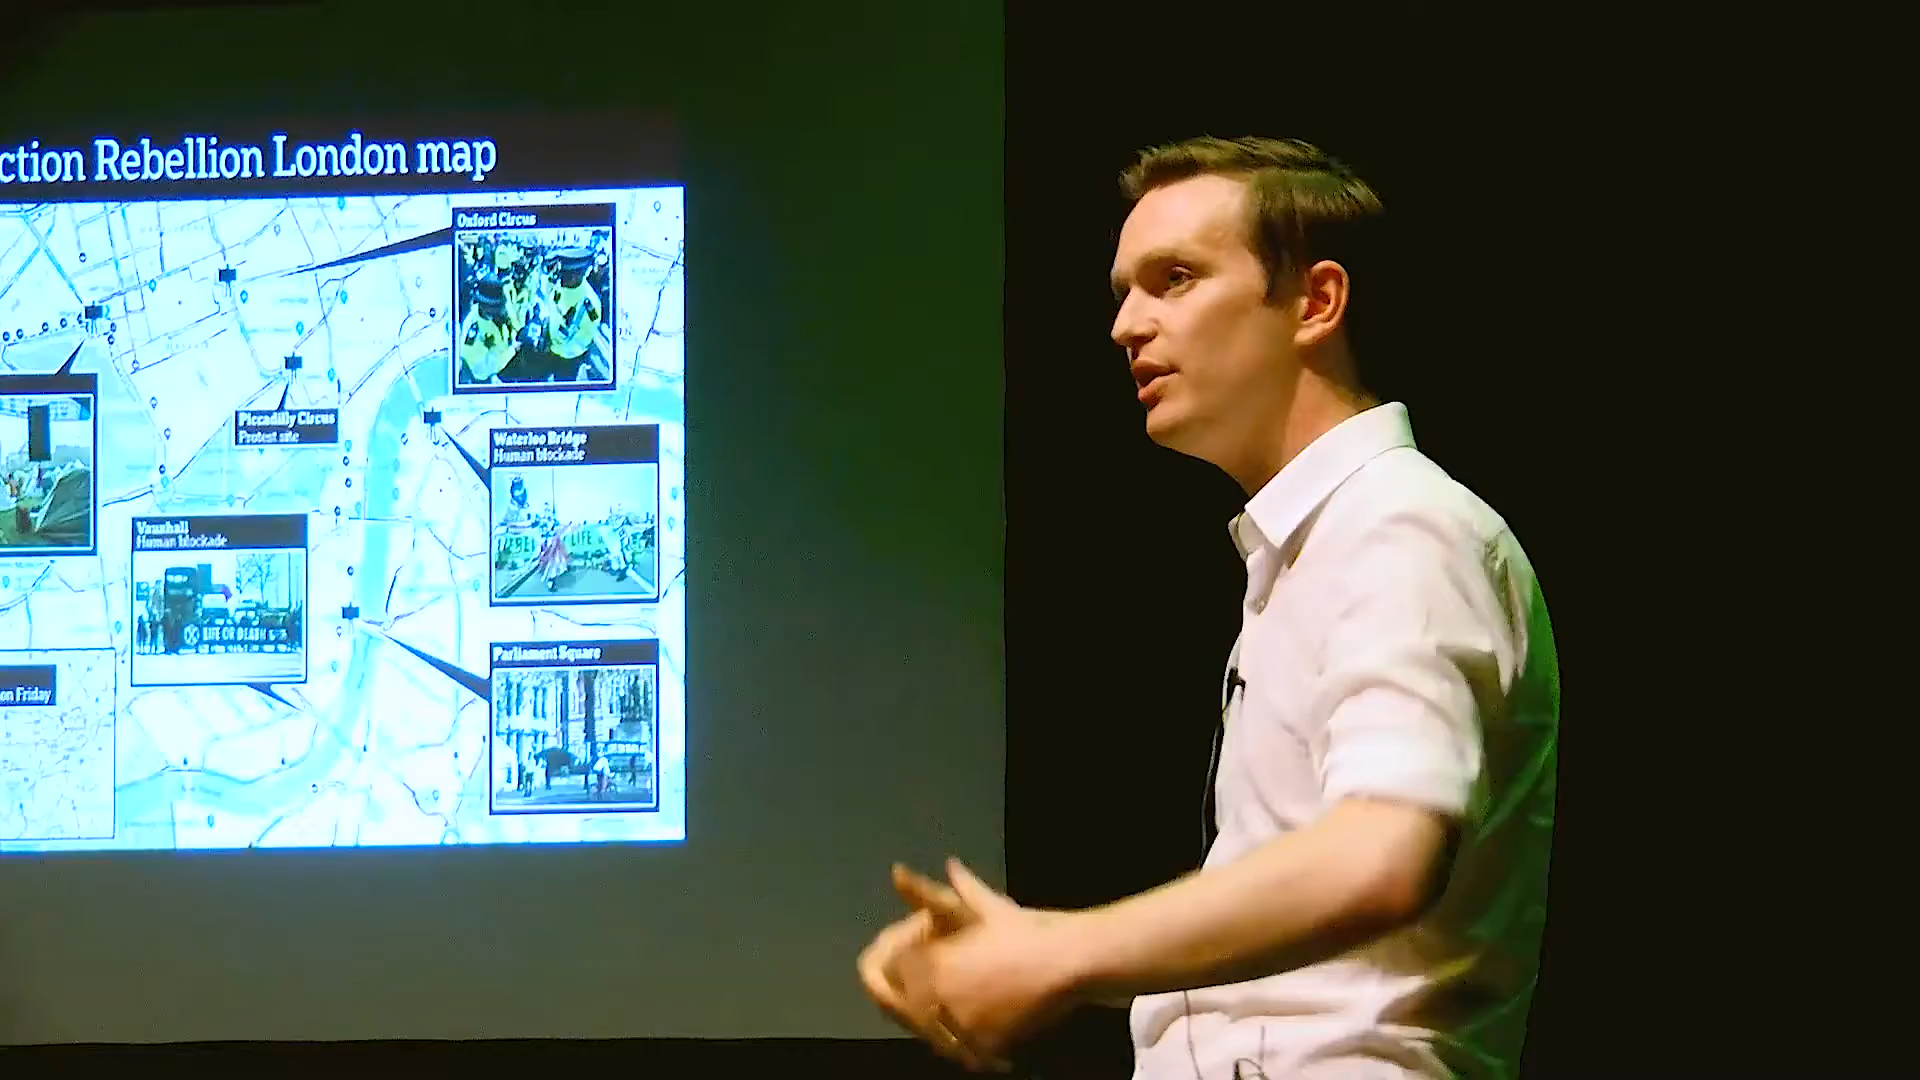 ction Rebellion London map
Oxford Circus
Piccadilly Circus
Protest site
Waterloo Bridge
Human blockade
Vauxhall
Human blockade
LIFE
LIFE OR DEATH
Parliament Square
on Friday